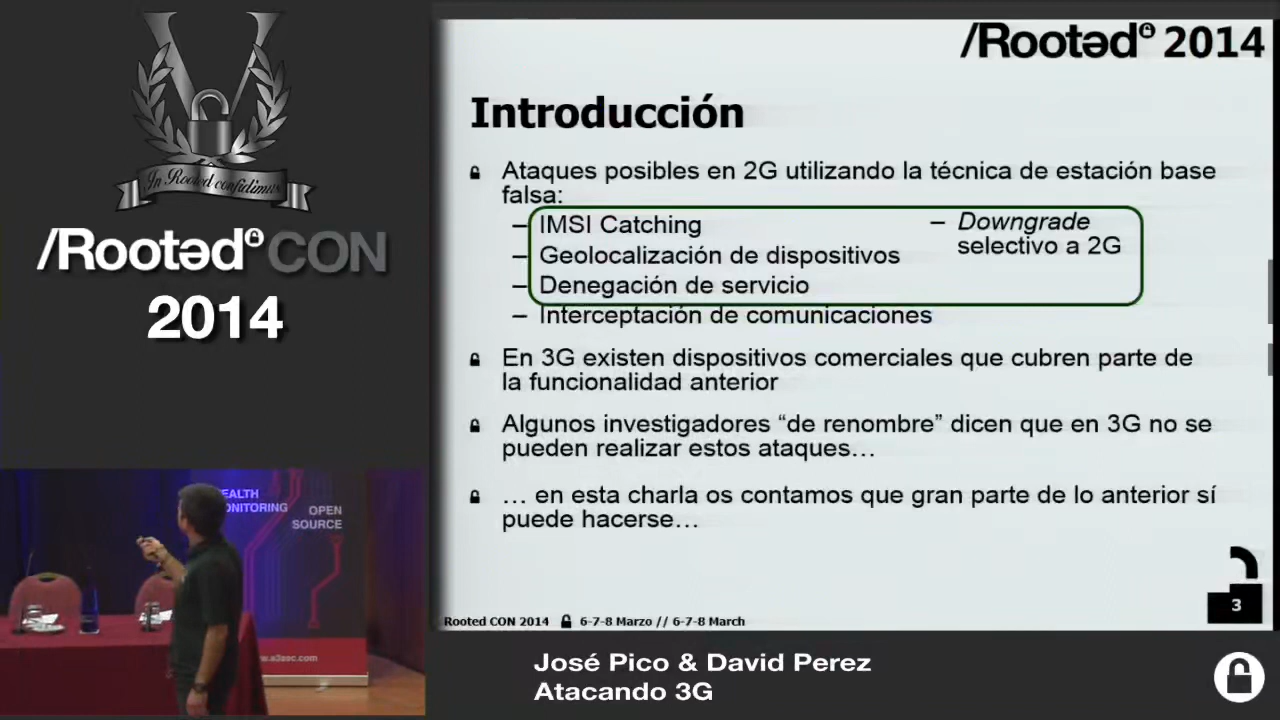 In Rooted confidimus
/Rootəd CON
2014
/Rootəd 2014
Introducción
Ataques posibles en 2G utilizando la técnica de estación base
falsa:
– IMSI Catching
– Geolocalización de dispositivos
– Denegación de servicio
– Interceptación de comunicaciones
– Downgrade
selectivo a 2G
En 3G existen dispositivos comerciales que cubren parte de
la funcionalidad anterior
Algunos investigadores “de renombre” dicen que en 3G no se
pueden realizar estos ataques…
… en esta charla os contamos que gran parte de lo anterior sí
puede hacerse…
3
Rooted CON 2014 6-7-8 Marzo // 6-7-8 March
OPEN
SOURCE
José Pico & David Perez
Atacando 3G